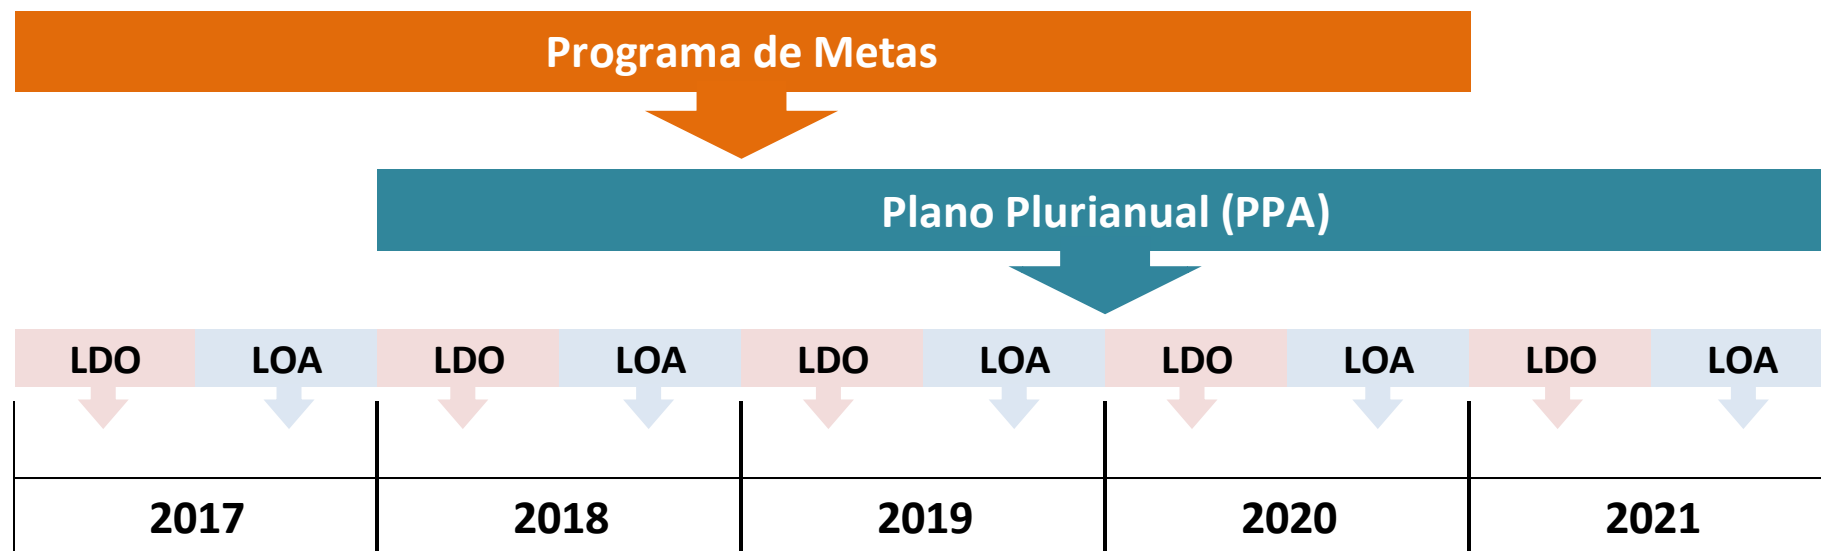 Programa de Metas
Plano Plurianual (PPA)
LDO LOA LDO LOA LDO LOA LDO LOA LDO LOA
2017 2018 2019 2020 2021